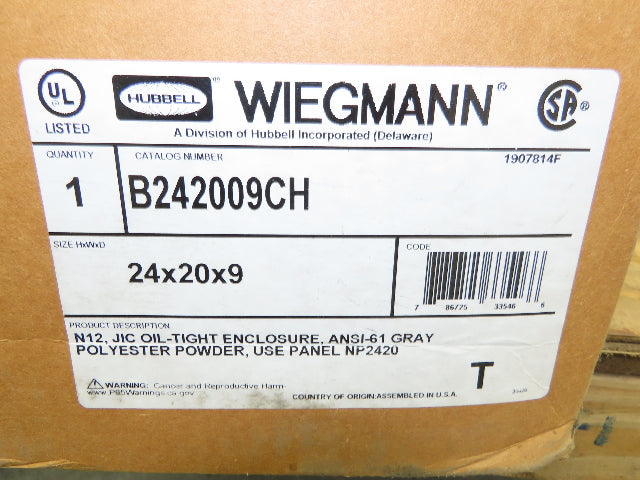 UL
LISTED
HUBBELL
WIEGMANN®
SA®
A Division of Hubbell Incorporated (Delaware)
QUANTITY
1
CATALOG NUMBER
1907814F
B242009CH
SIZE HxWxD
24x20x9
CODE
7 86725 33546 6
PRODUCT DESCRIPTION
N12, JIC OIL-TIGHT ENCLOSURE, ANSI-61 GRAY
POLYESTER POWDER, USE PANEL NP2420
T
WARNING: Cancer and Reproductive Harm-
www.P65Warnings.ca.gov
COUNTRY OF ORIGIN:ASSEMBLED IN U.S.A.